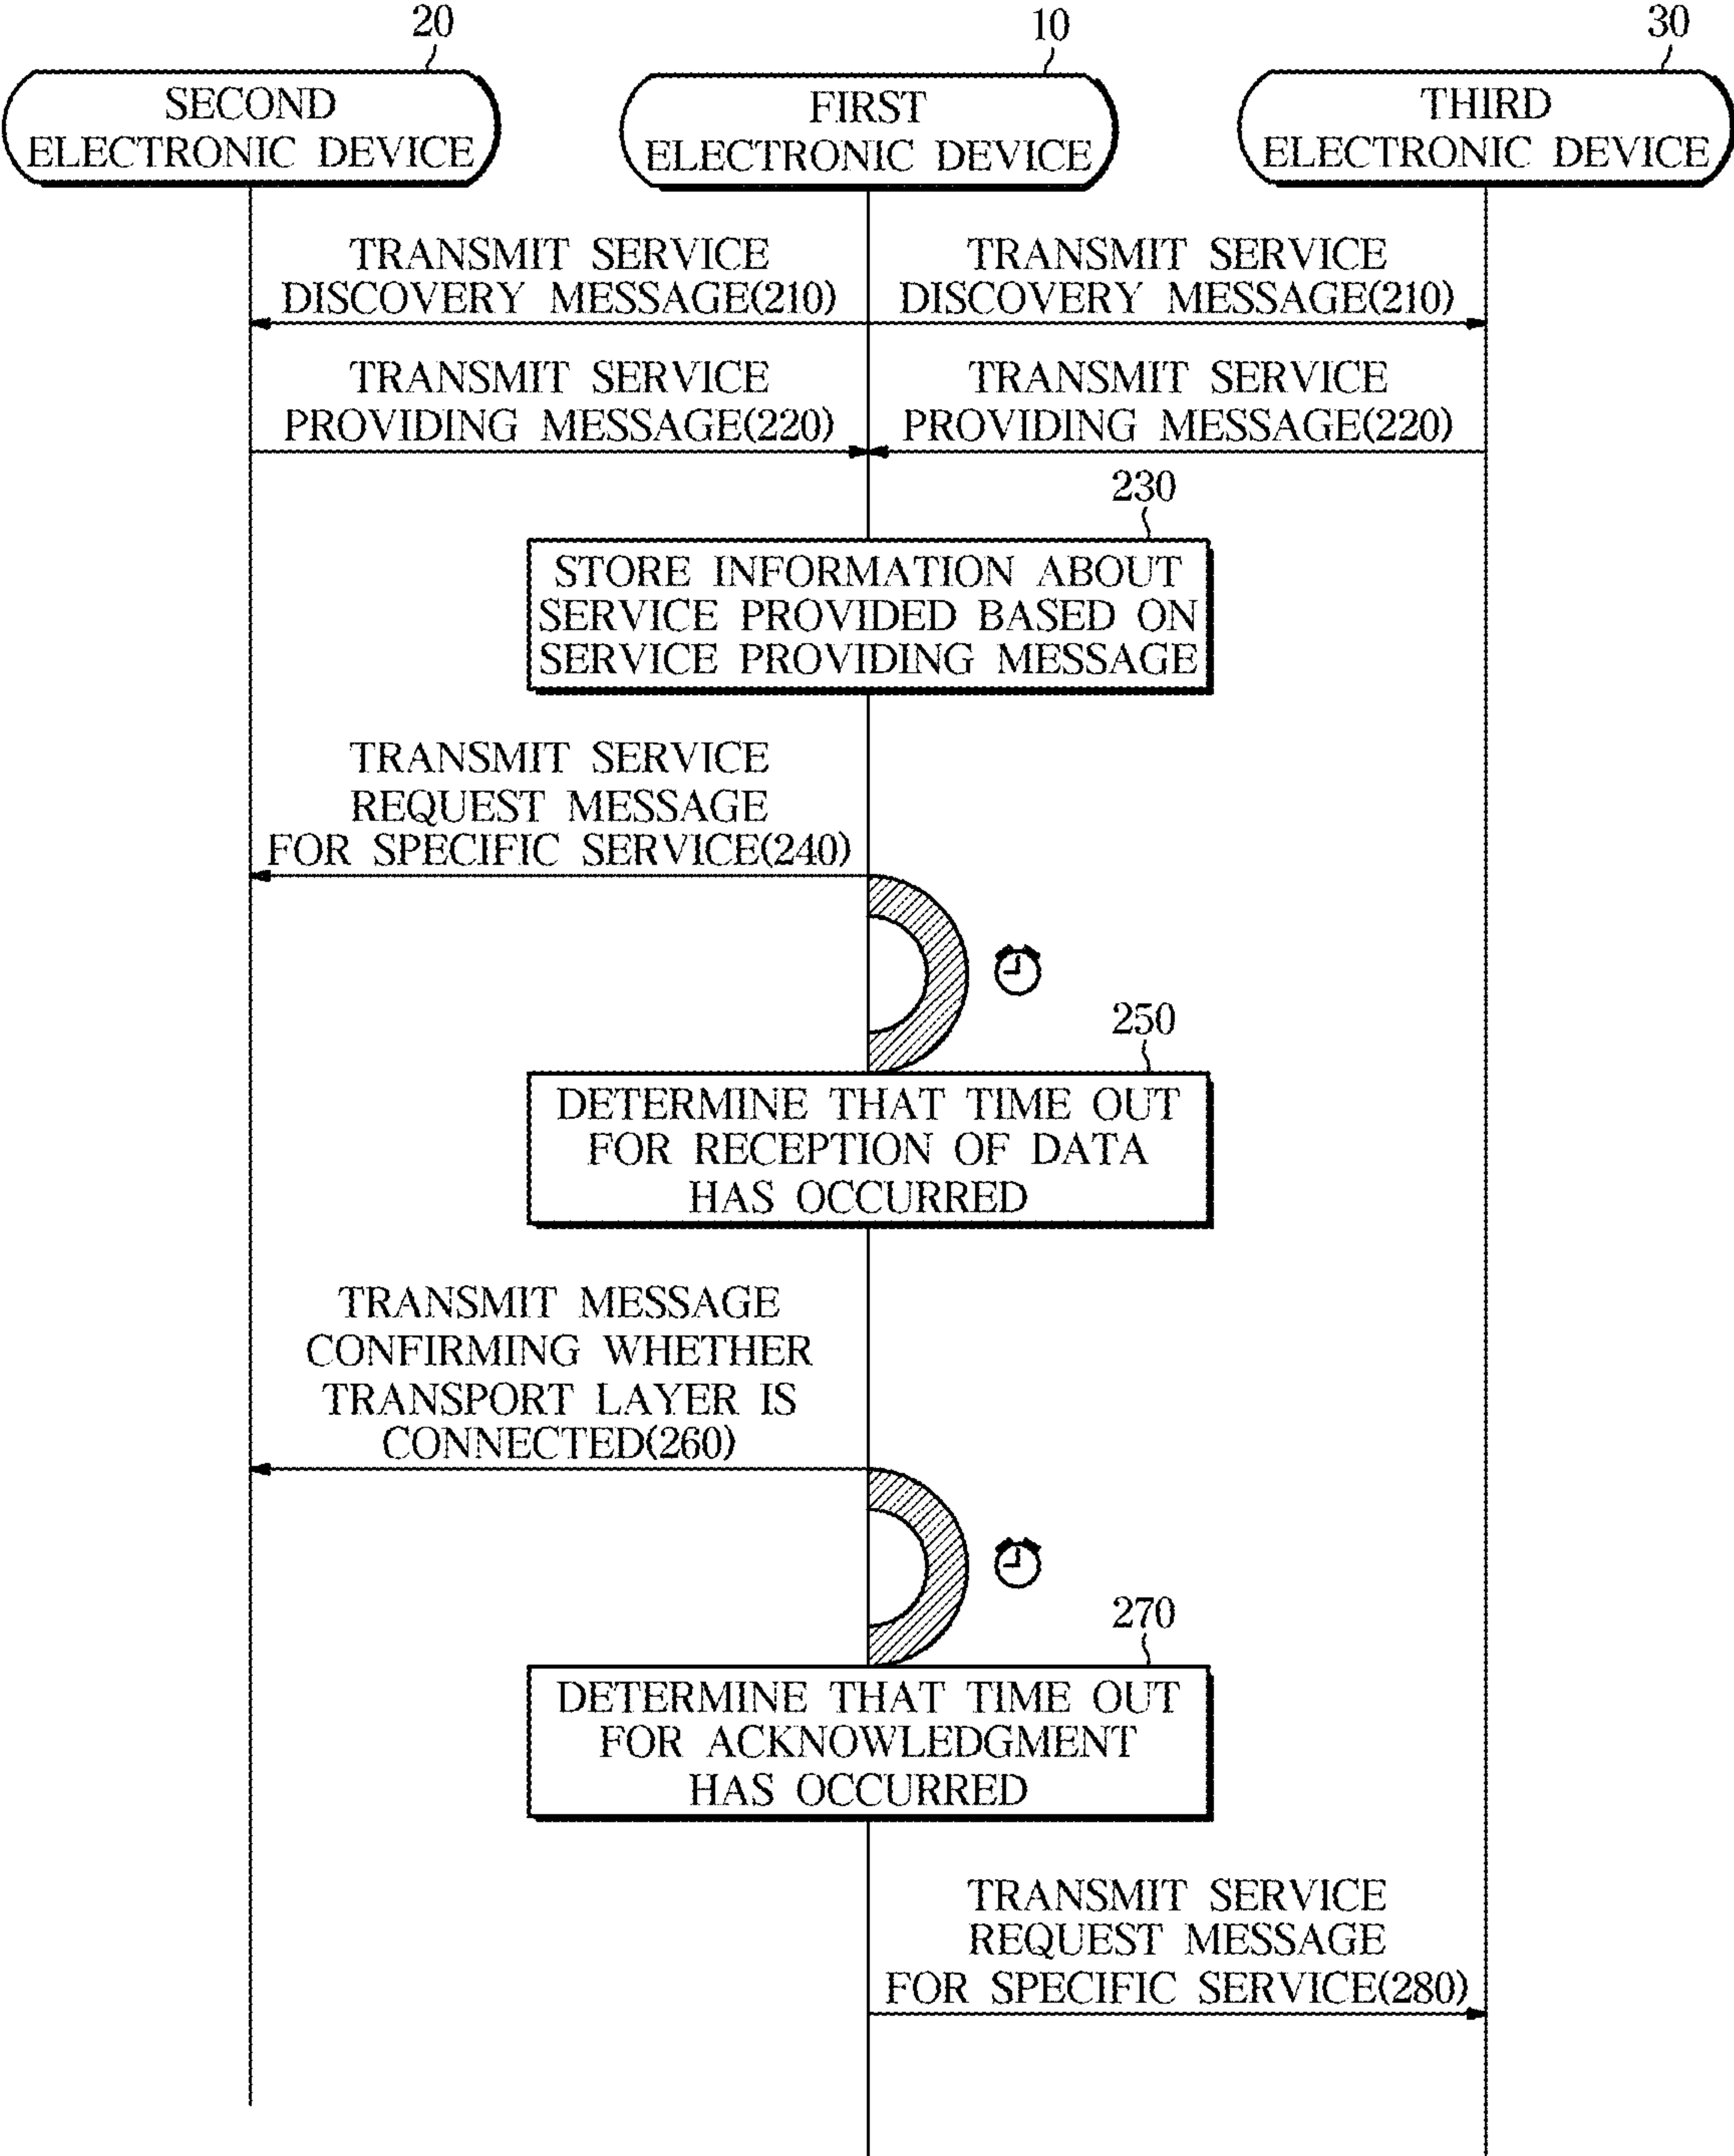 20
SECOND
ELECTRONIC DEVICE
10
FIRST
ELECTRONIC DEVICE
30
THIRD
ELECTRONIC DEVICE
TRANSMIT SERVICE
DISCOVERY MESSAGE(210)
TRANSMIT SERVICE
DISCOVERY MESSAGE(210)
TRANSMIT SERVICE
PROVIDING MESSAGE(220)
TRANSMIT SERVICE
PROVIDING MESSAGE(220)
230
STORE INFORMATION ABOUT
SERVICE PROVIDED BASED ON
SERVICE PROVIDING MESSAGE
TRANSMIT SERVICE
REQUEST MESSAGE
FOR SPECIFIC SERVICE(240)
250
DETERMINE THAT TIME OUT
FOR RECEPTION OF DATA
HAS OCCURRED
TRANSMIT MESSAGE
CONFIRMING WHETHER
TRANSPORT LAYER IS
CONNECTED(260)
270
DETERMINE THAT TIME OUT
FOR ACKNOWLEDGMENT
HAS OCCURRED
TRANSMIT SERVICE
REQUEST MESSAGE
FOR SPECIFIC SERVICE(280)